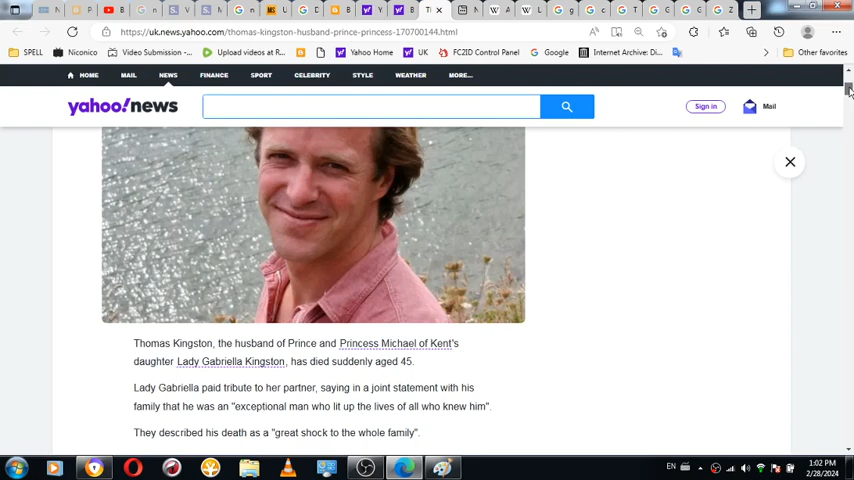 https://uk.news.yahoo.com/thomas-kingston-husband-prince-princess-170700144.html
SPELL Niconico Video Submission -... Upload videos at R... Yahoo Home UK FC2ID Control Panel Google Internet Archive: Di... Other favorites
HOME MAIL NEWS FINANCE SPORT CELEBRITY STYLE WEATHER MORE...
yahoo!news Sign in Mail
Thomas Kingston, the husband of Prince and Princess Michael of Kent's
daughter Lady Gabriella Kingston, has died suddenly aged 45.
Lady Gabriella paid tribute to her partner, saying in a joint statement with his
family that he was an "exceptional man who lit up the lives of all who knew him".
They described his death as a "great shock to the whole family".
EN 1:02 PM
2/28/2024